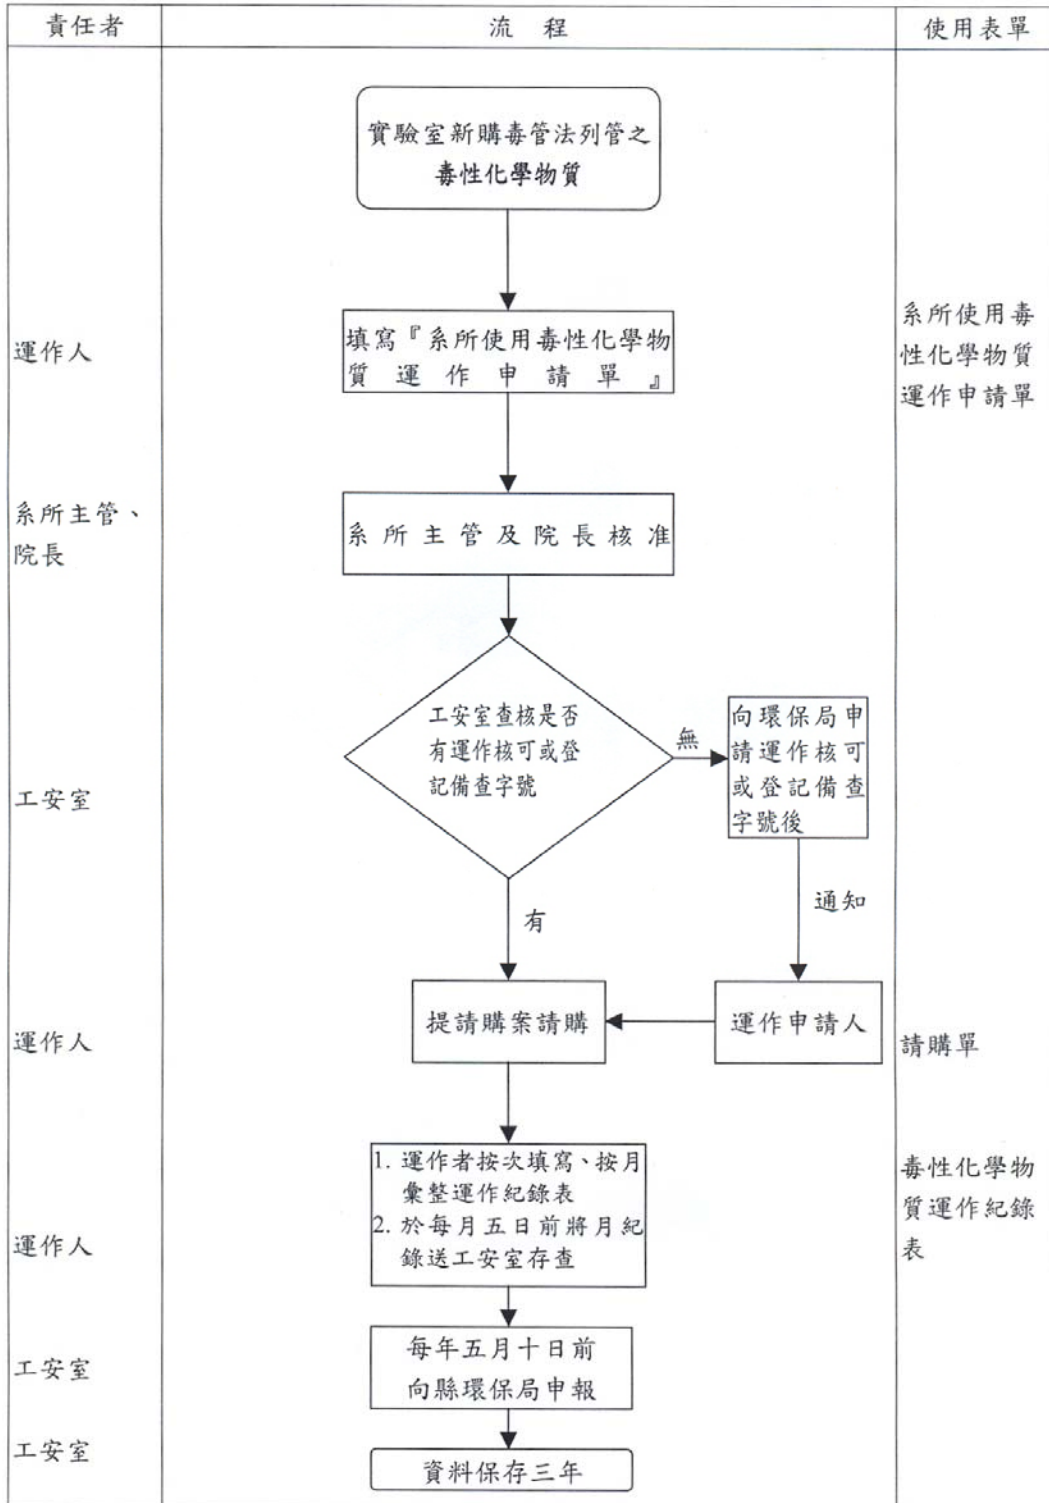 責任者
流程
使用表單
實驗室新購毒管法列管之
毒性化學物質
運作人
填寫『系所使用毒性化學物
質運作申請單』
系所使用毒
性化學物質
運作申請單
系所主管、
院長
系所主管及院長核准
工安室
工安室查核是否
有運作核可或登
記備查字號
無
向環保局申
請運作核可
或登記備查
字號後
有
通知
運作人
提請購案請購
運作申請人
請購單
運作人
1. 運作者按次填寫、按月
彙整運作紀錄表
2. 於每月五日前將月紀
錄送工安室存查
毒性化學物
質運作紀錄
表
工安室
每年五月十日前
向縣環保局申報
工安室
資料保存三年